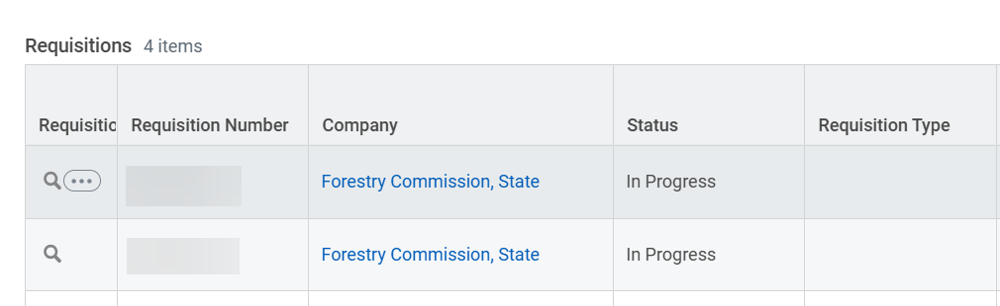 Requisitions 4 items
Requisitio Requisition Number Company Status Requisition Type
Forestry Commission, State In Progress
Forestry Commission, State In Progress